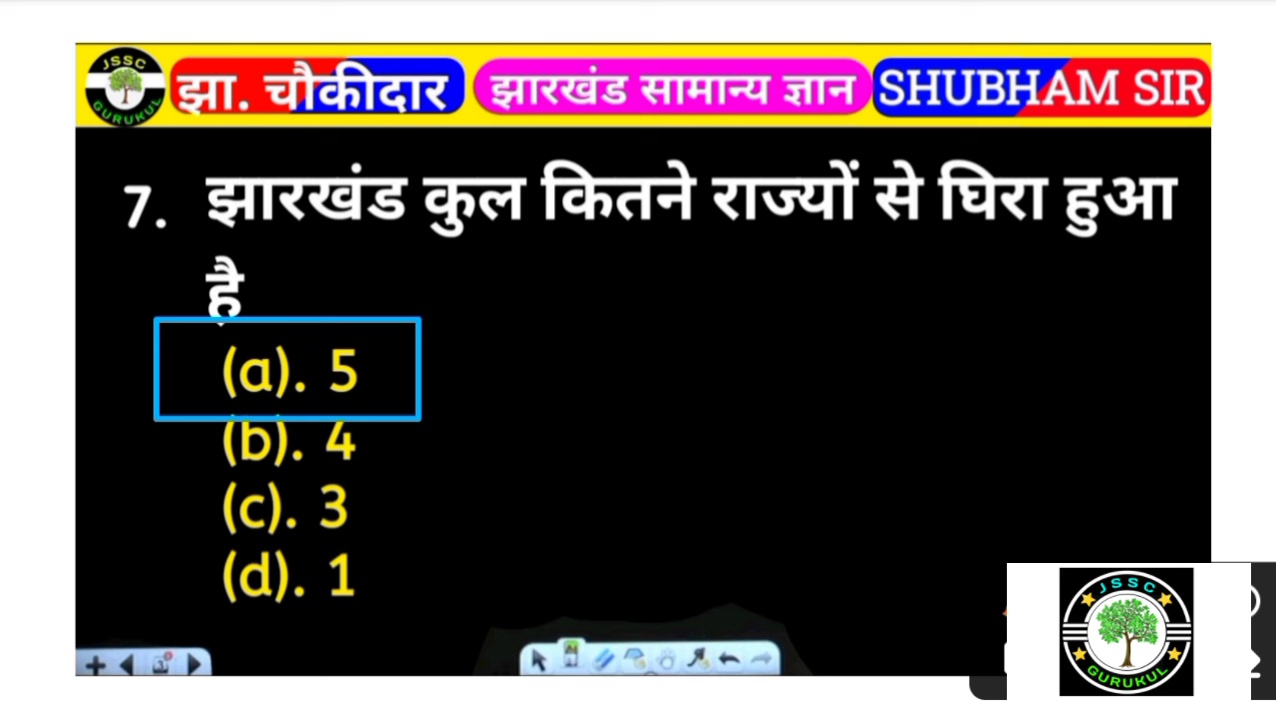 JSSC GURUKUL झा. चौकीदार झारखंड सामान्य ज्ञान SHUBHAM SIR
7. झारखंड कुल कितने राज्यों से घिरा हुआ
है
(a). 5
(b). 4
(c). 3
(d). 1
JSSC
GURUKUL